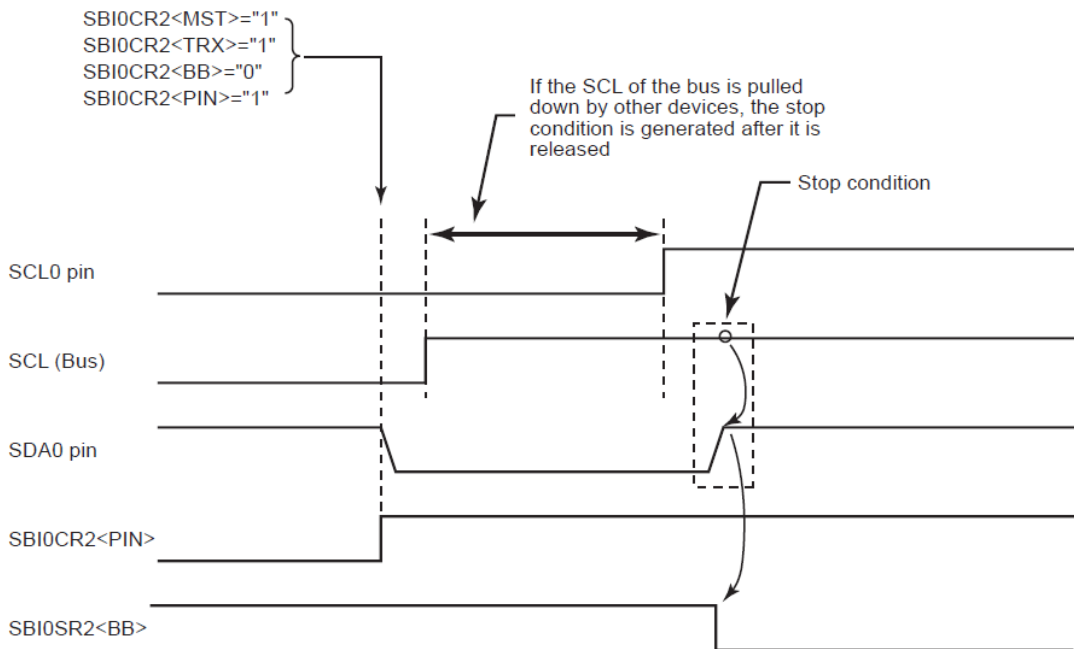 SBI0CR2<MST>="1"
SBI0CR2<TRX>="1"
SBI0CR2<BB>="0"
SBI0CR2<PIN>="1"
If the SCL of the bus is pulled
down by other devices, the stop
condition is generated after it is
released
Stop condition
SCL0 pin
SCL (Bus)
SDA0 pin
SBI0CR2<PIN>
SBI0SR2<BB>